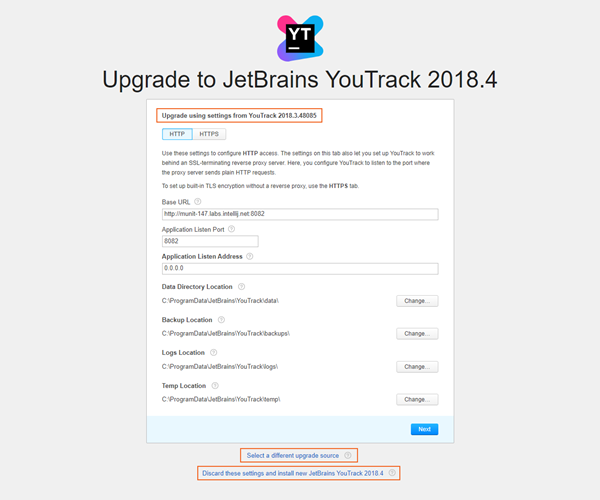 YT
Upgrade to JetBrains YouTrack 2018.4
Upgrade using settings from YouTrack 2018.3.48085
HTTP HTTPS
Use these settings to configure HTTP access. The settings on this tab also let you set up YouTrack to work
behind an SSL-terminating reverse proxy server. Here, you configure YouTrack to listen to the port where
the proxy server sends plain HTTP requests.
To set up built-in TLS encryption without a reverse proxy, use the HTTPS tab.
Base URL ?
http://munit-147.labs.intellij.net:8082
Application Listen Port ?
8082
Application Listen Address ?
0.0.0.0
Data Directory Location ?
C:\ProgramData\JetBrains\YouTrack\data\ Change...
Backup Location ?
C:\ProgramData\JetBrains\YouTrack\backups\ Change...
Logs Location ?
C:\ProgramData\JetBrains\YouTrack\logs\ Change...
Temp Location ?
C:\ProgramData\JetBrains\YouTrack\temp\ Change...
Next
Select a different upgrade source ?
Discard these settings and install new JetBrains YouTrack 2018.4 ?